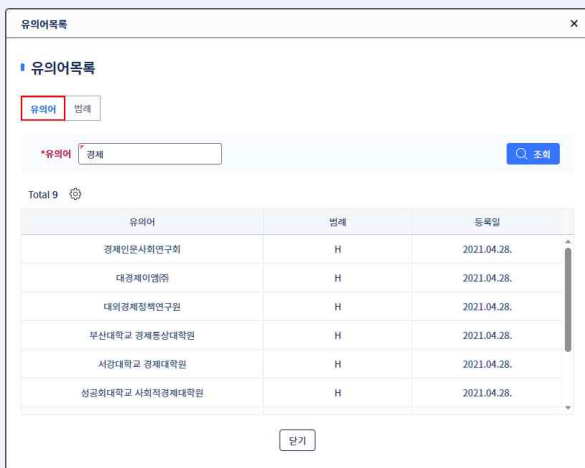 유의어목록 ×
유의어목록
유의어 범례
*유의어 경제 조회
Total 9
유의어 범례 등록일
경제인문사회연구회 H 2021.04.28.
대경제이엠㈜ H 2021.04.28.
대외경제정책연구원 H 2021.04.28.
부산대학교 경제통상대학원 H 2021.04.28.
서강대학교 경제대학원 H 2021.04.28.
성공회대학교 사회적경제대학원 H 2021.04.28.
닫기